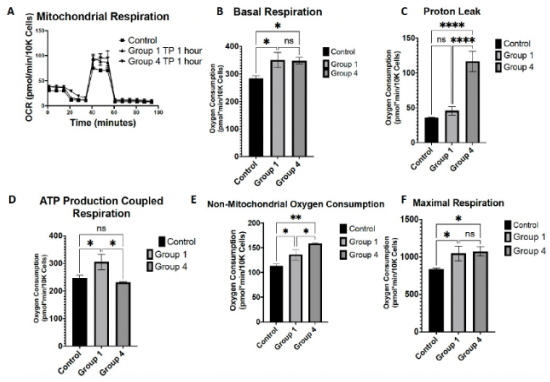 A
Mitochondrial Respiration
OCR (pmol/min/10K Cells)
150
100
50
0
0
20
40
60
80
100
Time (minutes)
Control
Group 1 TP 1 hour
Group 4 TP 1 hour
B
Basal Respiration
Oxygen Consumption
(pmol*min/10K Cells)
400
300
200
100
0
*
*
ns
Control
Group 1
Group 4
Control
Group 1
Group 4
C
Proton Leak
Oxygen Consumption
(pmol*min/10K Cells)
150
100
50
0
****
ns
****
Control
Group 1
Group 4
Control
Group 1
Group 4
D
ATP Production Coupled
Respiration
Oxygen Consumption
(pmol*min/10K Cells)
400
300
200
100
0
ns
*
*
Control
Group 1
Group 4
Control
Group 1
Group 4
E
Non-Mitochondrial Oxygen Consumption
Oxygen Consumption
(pmol*min/10K Cells)
200
150
100
50
0
**
*
*
Control
Group 1
Group 4
Control
Group 1
Group 4
F
Maximal Respiration
Oxygen Consumption
(pmol*min/10K Cells)
1500
1000
500
0
*
*
ns
Control
Group 1
Group 4
Control
Group 1
Group 4